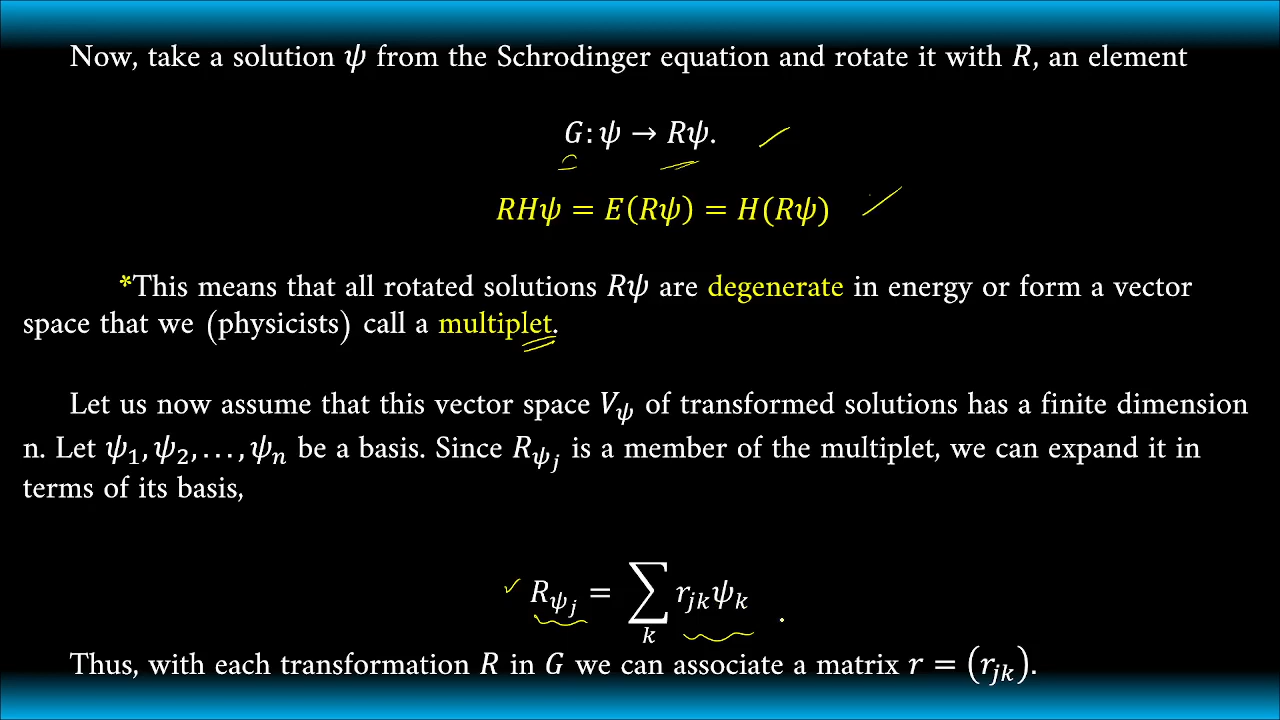 Now, take a solution ψ from the Schrodinger equation and rotate it with R, an element
G: ψ → Rψ.
RHψ = E(Rψ) = H(Rψ)
*This means that all rotated solutions Rψ are degenerate in energy or form a vector
space that we (physicists) call a multiplet.
Let us now assume that this vector space V_ψ of transformed solutions has a finite dimension
n. Let ψ₁, ψ₂, . . . , ψₙ be a basis. Since R_{ψ_j} is a member of the multiplet, we can expand it in
terms of its basis,
R_{ψ_j} = ∑_k r_{jk}ψ_k
Thus, with each transformation R in G we can associate a matrix r = (r_{jk}).